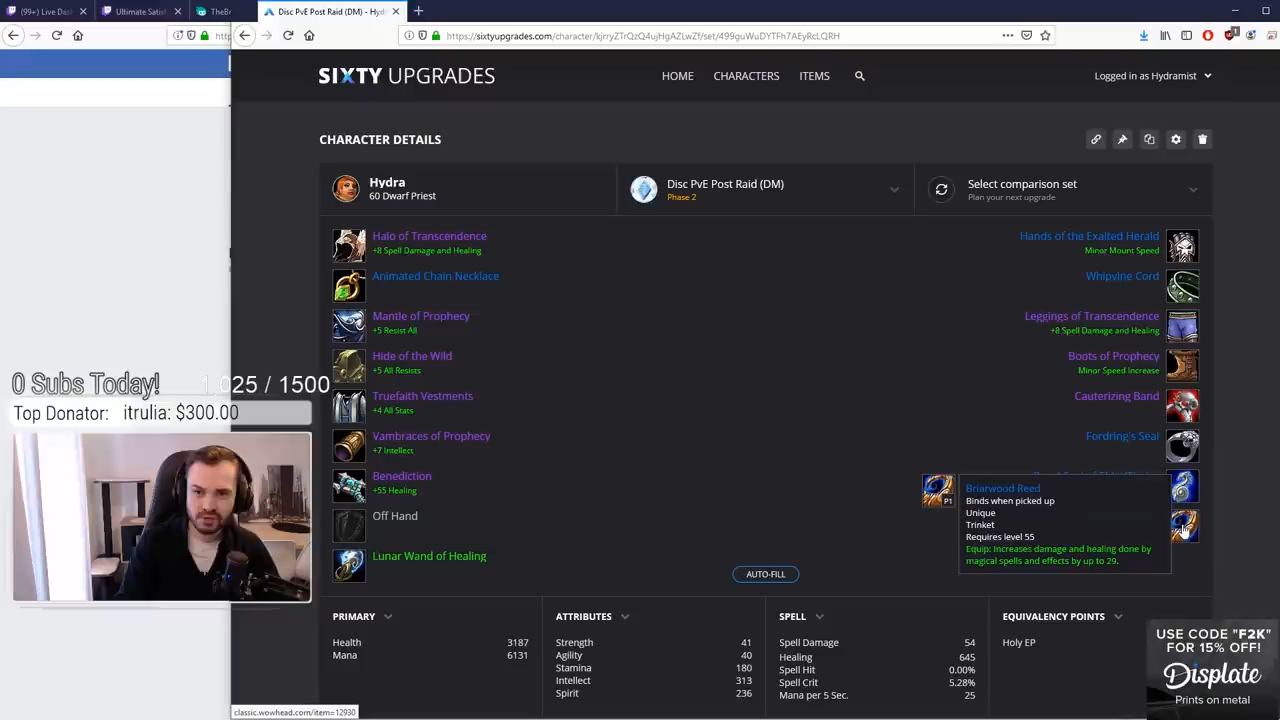 (99+) Live Dash
Ultimate Satisf
TheBr
Disc PvE Post Raid (DM) - Hyd
https://sixtyupgrades.com/character/kjrryZTrQzQ4ujHgAZLwZf/set/499guWuDYTFh7AEyRcLQRH
SIXTY UPGRADES
HOME
CHARACTERS
ITEMS
Logged in as Hydramist
CHARACTER DETAILS
Hydra
60 Dwarf Priest
Disc PvE Post Raid (DM)
Phase 2
Select comparison set
Plan your next upgrade
Halo of Transcendence
+8 Spell Damage and Healing
Animated Chain Necklace
Mantle of Prophecy
+5 Resist All
Hide of the Wild
+5 All Resists
Truefaith Vestments
+4 All Stats
Vambraces of Prophecy
+7 Intellect
Benediction
+55 Healing
Off Hand
Lunar Wand of Healing
Hands of the Exalted Herald
Minor Mount Speed
Whipvine Cord
Leggings of Transcendence
+8 Spell Damage and Healing
Boots of Prophecy
Minor Speed Increase
Cauterizing Band
Fordring's Seal
P1
Briarwood Reed
Binds when picked up
Unique
Trinket
Requires level 55
Equip: Increases damage and healing done by
magical spells and effects by up to 29.
AUTO-FILL
0 Subs Today!
1,025 / 1500
Top Donator: itrulia: $300.00
PRIMARY
Health 3187
Mana 6131
ATTRIBUTES
Strength 41
Agility 40
Stamina 180
Intellect 313
Spirit 236
SPELL
Spell Damage 54
Healing 645
Spell Hit 0.00%
Spell Crit 5.28%
Mana per 5 Sec. 25
EQUIVALENCY POINTS
Holy EP
USE CODE "F2K"
FOR 15% OFF!
Displate
Prints on metal
classic.wowhead.com/item=12930